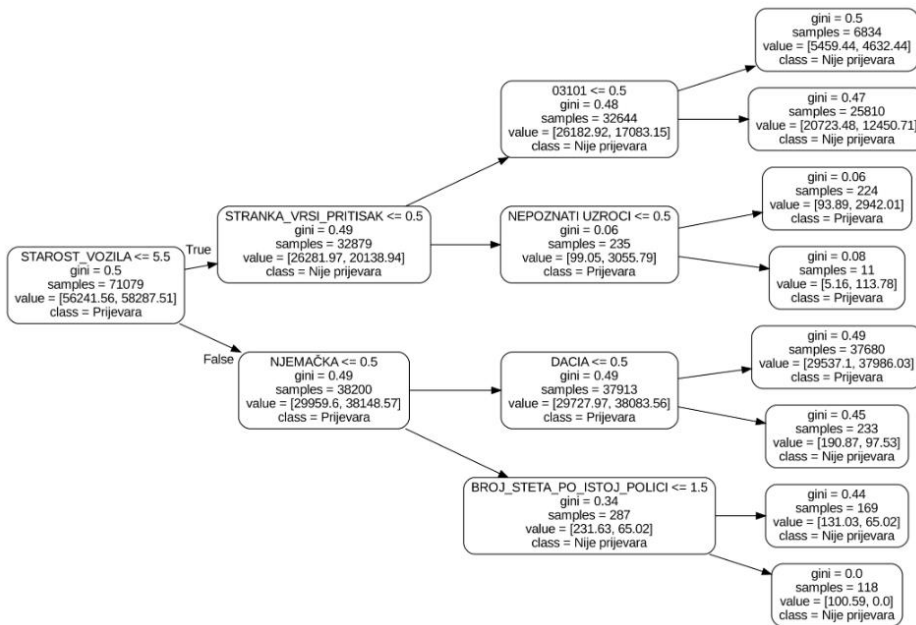 STAROST_VOZILA <= 5.5
gini = 0.5
samples = 71079
value = [56241.56, 58287.51]
class = Prijevara
True
False
STRANKA_VRSI_PRITISAK <= 0.5
gini = 0.49
samples = 32879
value = [26281.97, 20138.94]
class = Nije prijevara
NJEMAČKA <= 0.5
gini = 0.49
samples = 38200
value = [29959.6, 38148.57]
class = Prijevara
03101 <= 0.5
gini = 0.48
samples = 32644
value = [26182.92, 17083.15]
class = Nije prijevara
NEPOZNATI UZROCI <= 0.5
gini = 0.06
samples = 235
value = [99.05, 3055.79]
class = Prijevara
DACIA <= 0.5
gini = 0.49
samples = 37913
value = [29727.97, 38083.56]
class = Prijevara
BROJ_STETA_PO_ISTOJ_POLICI <= 1.5
gini = 0.34
samples = 287
value = [231.63, 65.02]
class = Nije prijevara
gini = 0.5
samples = 6834
value = [5459.44, 4632.44]
class = Nije prijevara
gini = 0.47
samples = 25810
value = [20723.48, 12450.71]
class = Nije prijevara
gini = 0.06
samples = 224
value = [93.89, 2942.01]
class = Prijevara
gini = 0.08
samples = 11
value = [5.16, 113.78]
class = Prijevara
gini = 0.49
samples = 37680
value = [29537.1, 37986.03]
class = Prijevara
gini = 0.45
samples = 233
value = [190.87, 97.53]
class = Nije prijevara
gini = 0.44
samples = 169
value = [131.03, 65.02]
class = Nije prijevara
gini = 0.0
samples = 118
value = [100.59, 0.0]
class = Nije prijevara